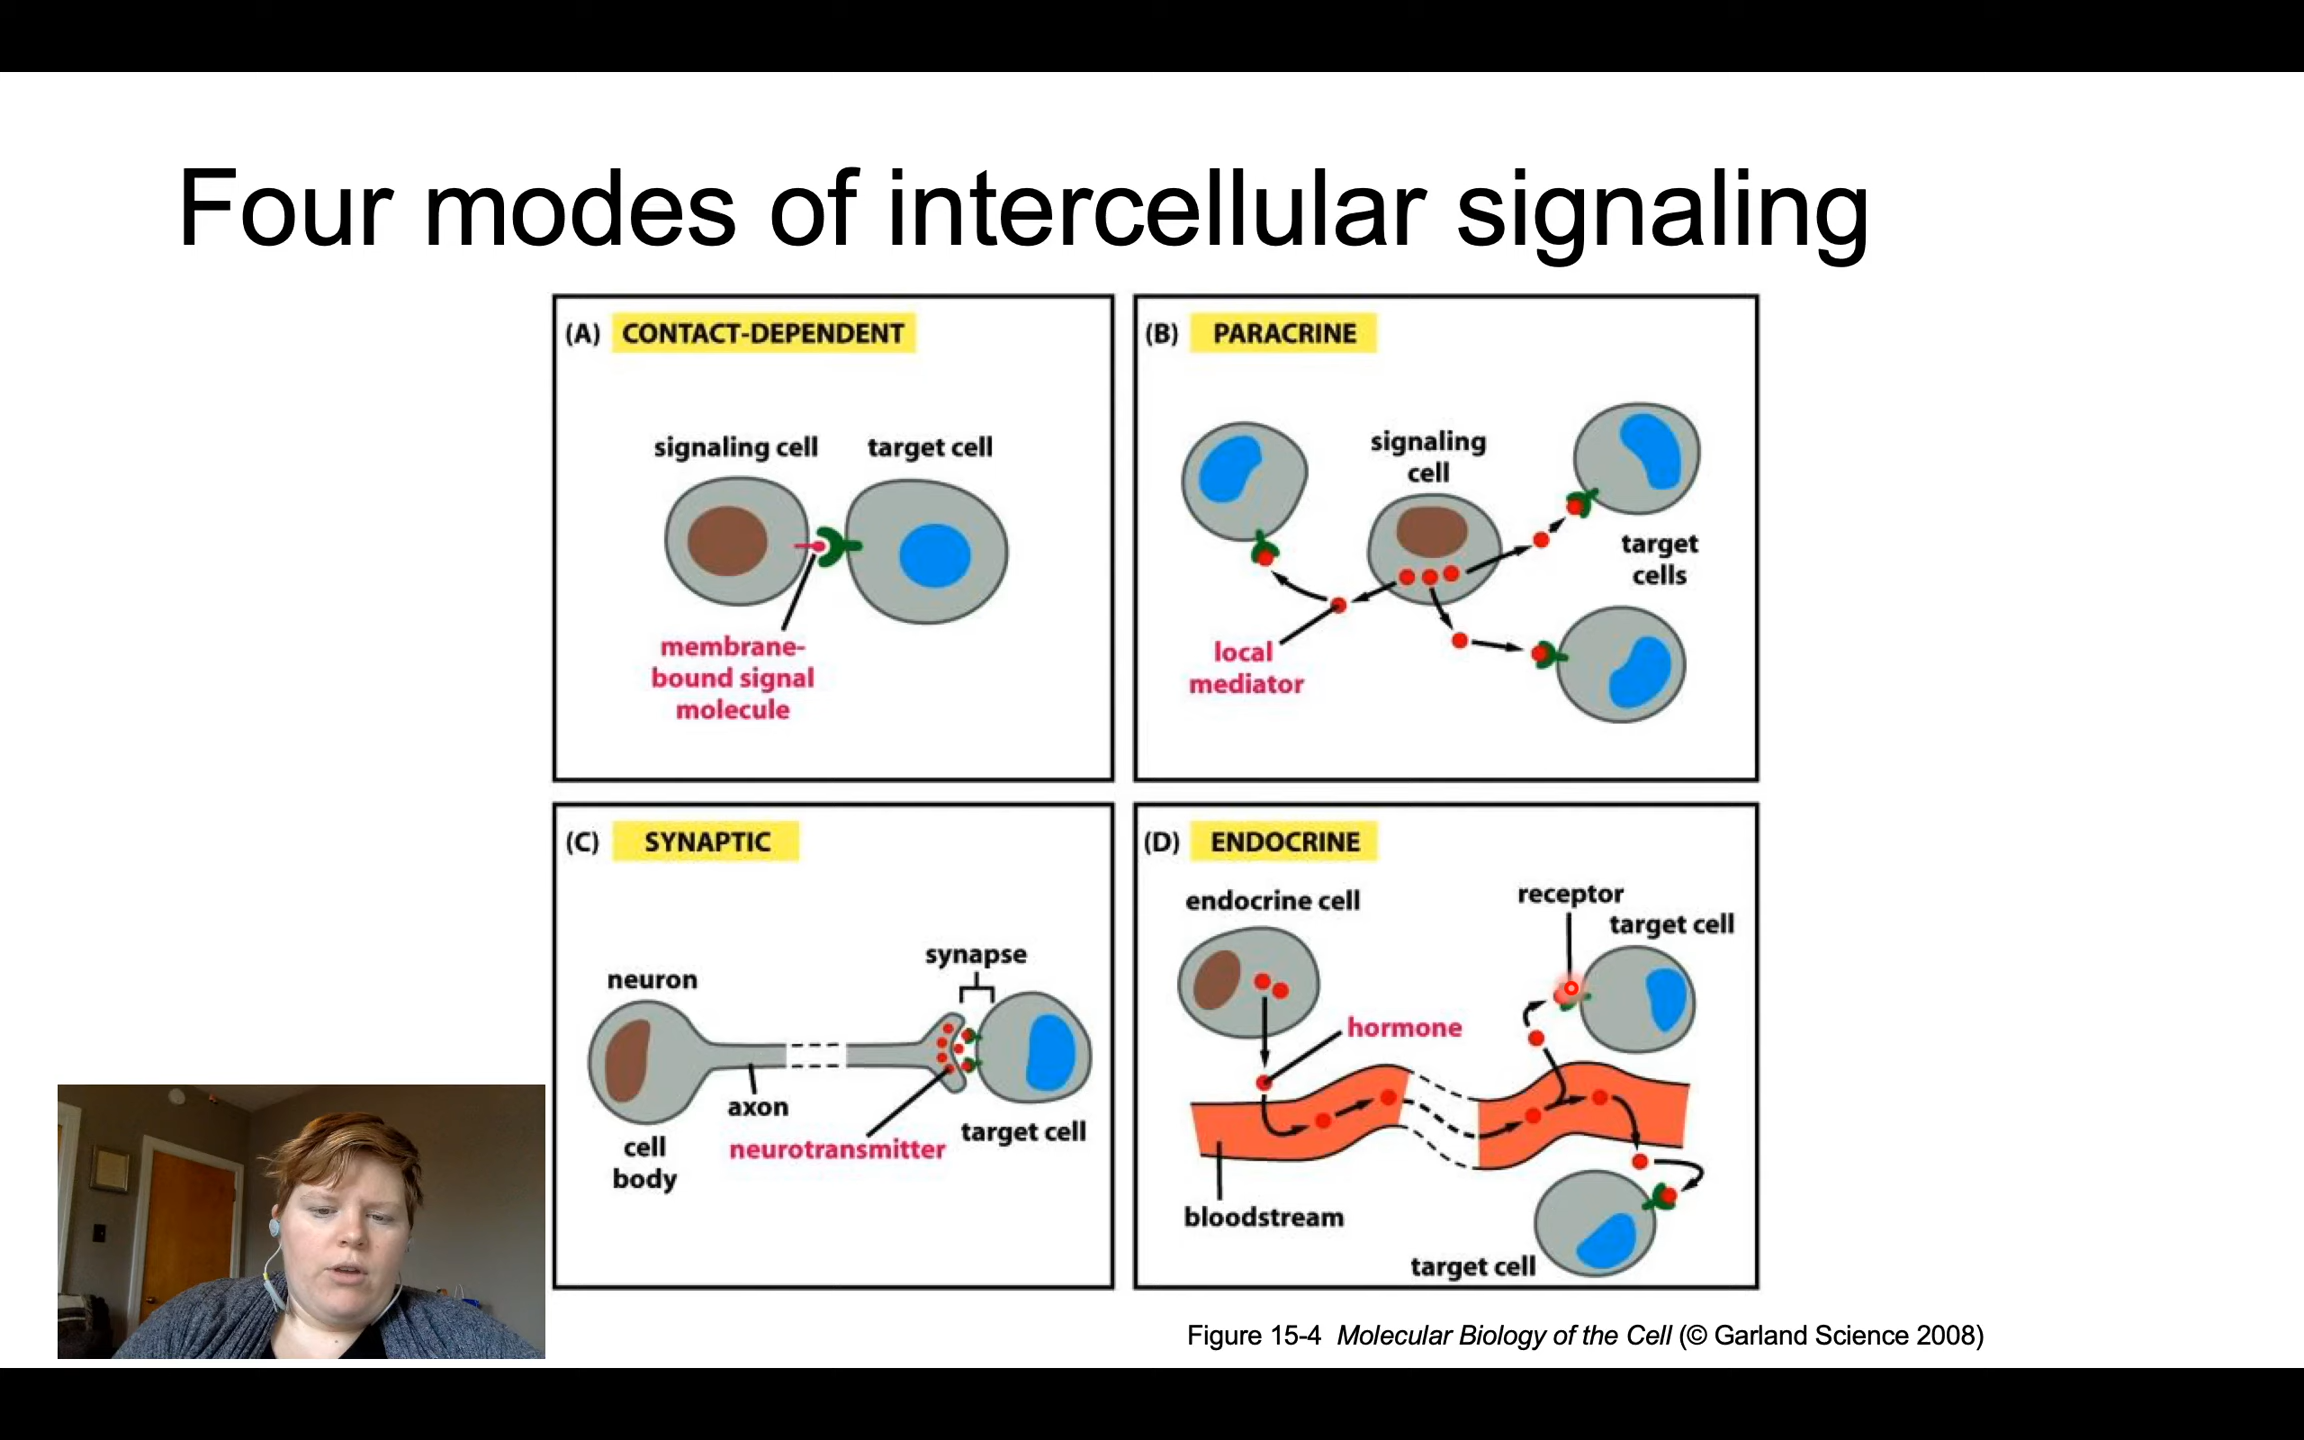 Four modes of intercellular signaling
(A) CONTACT-DEPENDENT
signaling cell
target cell
membrane-
bound signal
molecule
(B) PARACRINE
signaling
cell
target
cells
local
mediator
(C) SYNAPTIC
synapse
neuron
axon
cell
body
neurotransmitter
target cell
(D) ENDOCRINE
endocrine cell
receptor
target cell
hormone
bloodstream
target cell
Figure 15-4 Molecular Biology of the Cell (© Garland Science 2008)